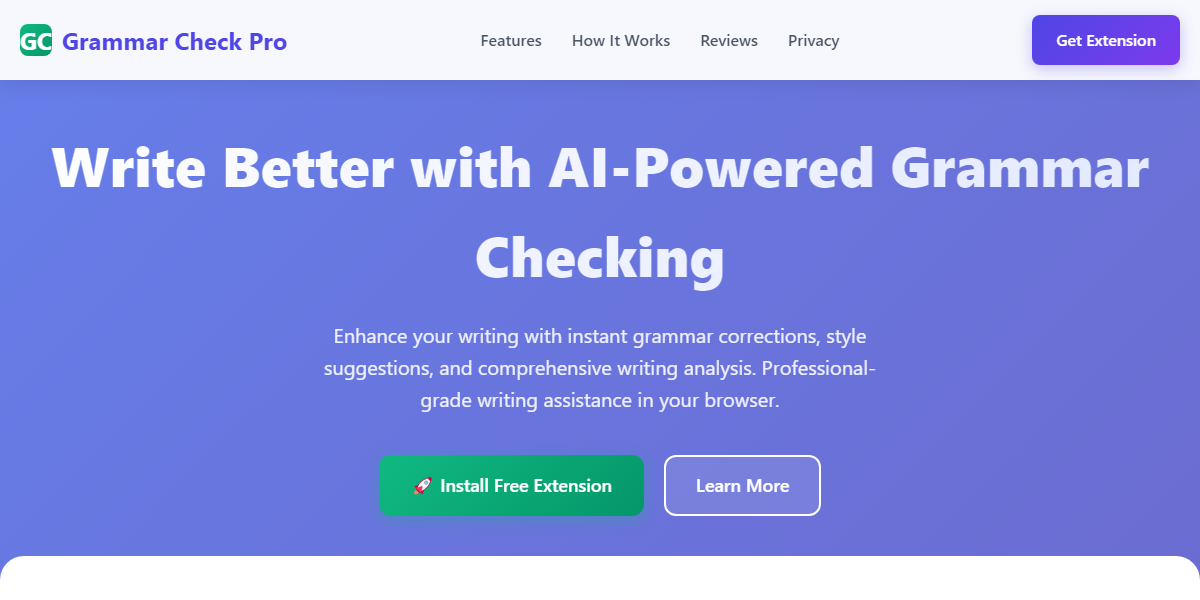 GC Grammar Check Pro
Features
How It Works
Reviews
Privacy
Get Extension
Write Better with AI-Powered Grammar
Checking
Enhance your writing with instant grammar corrections, style
suggestions, and comprehensive writing analysis. Professional-
grade writing assistance in your browser.
🚀 Install Free Extension
Learn More